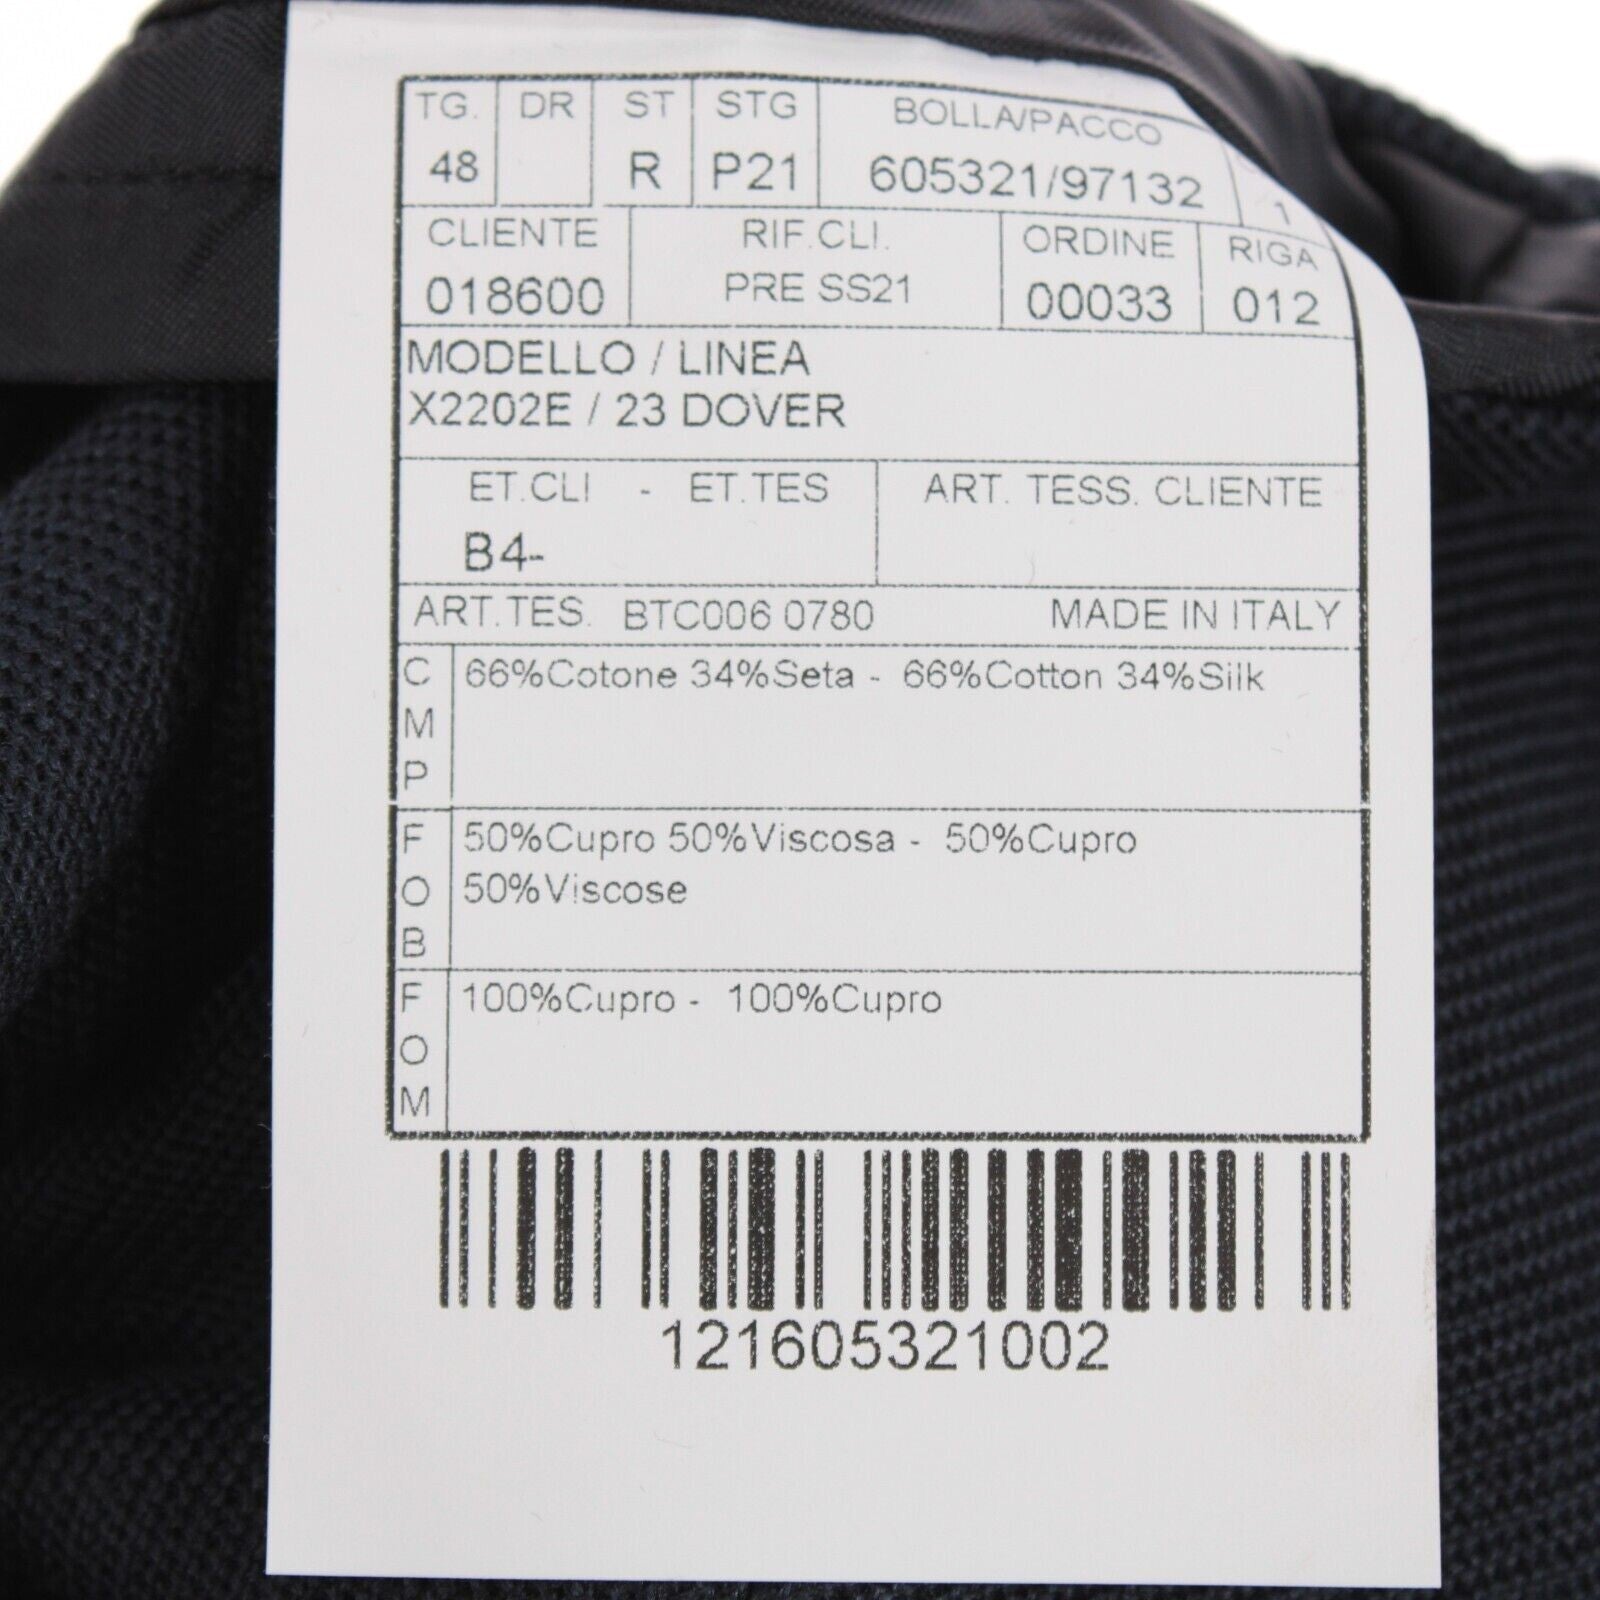 TG. DR ST STG BOLLA/PACCO
48 R P21 605321/97132 1
CLIENTE RIF.CLI. ORDINE RIGA
018600 PRE SS21 00033 012
MODELLO / LINEA
X2202E / 23 DOVER
ET.CLI - ET.TES ART. TESS. CLIENTE
B4-
ART.TES. BTC006 0780 MADE IN ITALY
CMP 66%Cotone 34%Seta - 66%Cotton 34%Silk
FOB 50%Cupro 50%Viscosa - 50%Cupro
50%Viscose
FOM 100%Cupro - 100%Cupro
121605321002